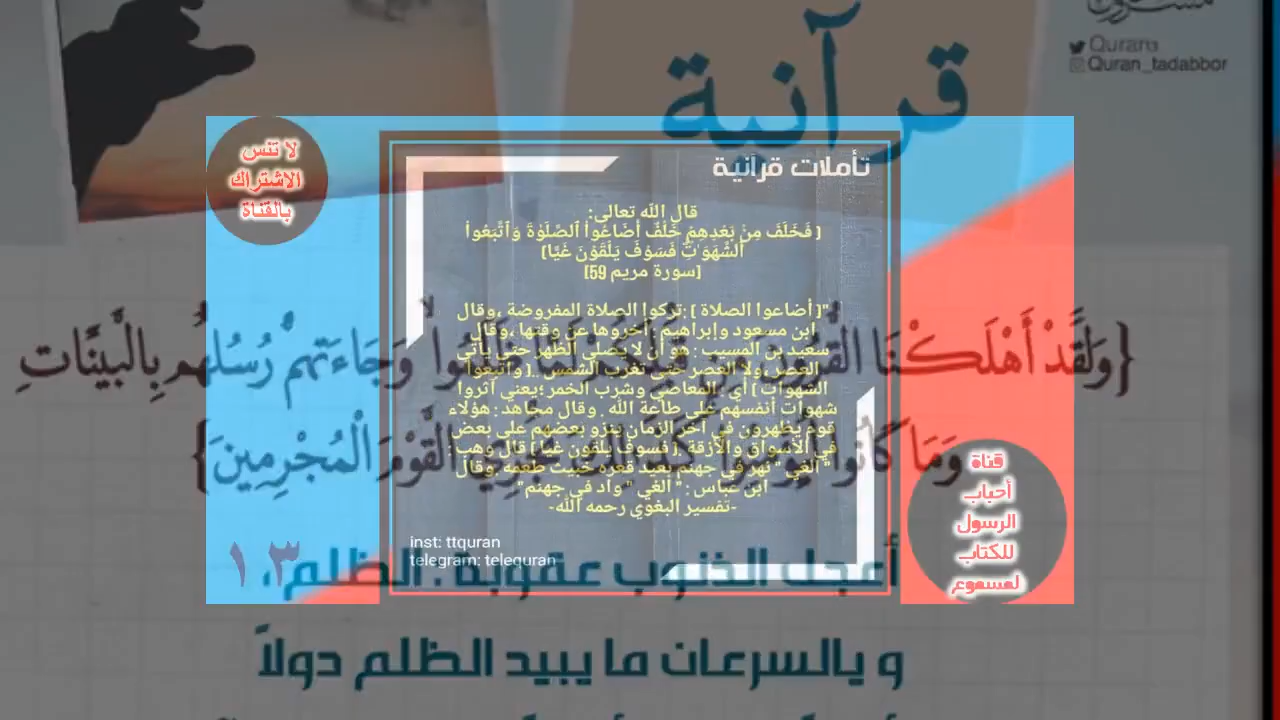 قرآنية
Quran_tadabbor
لا تنس
الاشتراك
بالقناة
تأملات قرآنية
قال الله تعالى:
( فَخَلَفَ مِنۢ بَعۡدِهِمۡ خَلۡفٌ أَضَاعُواْ ٱلصَّلَوٰةَ وَٱتَّبَعُواْ
ٱلشَّهَوَٰتِۖ فَسَوۡفَ يَلۡقَوۡنَ غَيًّا)
(سورة مريم 59)
"( أضاعوا الصلاة ) :تركوا الصلاة المفروضة ،وقال
ابن مسعود وإبراهيم : أخروها عن وقتها ،وقال
سعيد بن المسيب : هو أن لا يصلي الظهر حتى يأتي
العصر ،ولا العصر حتى تغرب الشمس ..( واتبعوا
الشهوات ) أي : المعاصي وشرب الخمر ؛يعني آثروا
شهوات أنفسهم على طاعة الله . وقال مجاهد : هؤلاء
قوم يظهرون في آخر الزمان ينزو بعضهم على بعض
في الأسواق والأزقة .( فسوف يلقون غيا ) قال وهب :
" الغي " نهر في جهنم بعيد قعره خبيث طعمه .وقال
ابن عباس : " الغي " واد في جهنم"
-تفسير البغوي رحمه الله-
inst: ttquran
telegram: telequran
{وَلَقَدْ أَهْلَكْنَا الْقُرُونَ مِن قَبْلِكُمْ لَمَّا ظَلَمُوا وَجَاءَتْهُمْ رُسُلُهُم بِالْبَيِّنَاتِ
وَمَا كَانُوا لِيُؤْمِنُوا كَذَٰلِكَ نَجْزِي الْقَوْمَ الْمُجْرِمِينَ}
١٣
قناة
أحباب
الرسول
للكتاب
لمسموع
أعجل الذنوب عقوبة : الظلم،
و يالسرعان ما يبيد الظلم دولاً